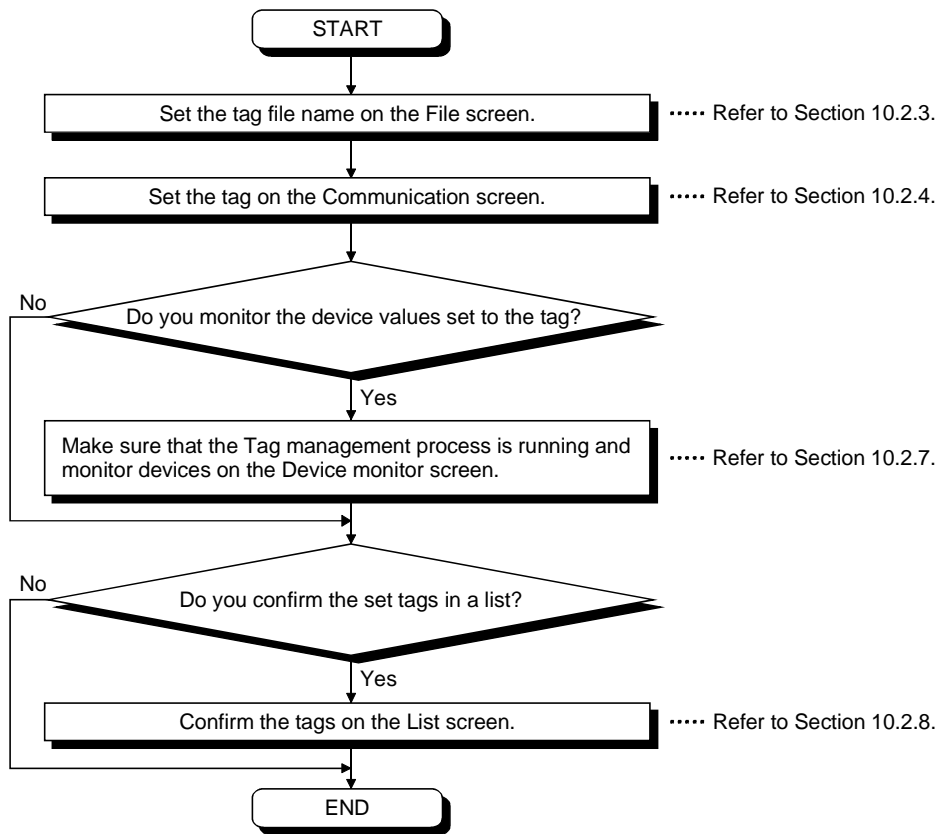 START
Set the tag file name on the File screen.
····· Refer to Section 10.2.3.
Set the tag on the Communication screen.
····· Refer to Section 10.2.4.
No
Do you monitor the device values set to the tag?
Yes
Make sure that the Tag management process is running and
monitor devices on the Device monitor screen.
····· Refer to Section 10.2.7.
No
Do you confirm the set tags in a list?
Yes
Confirm the tags on the List screen.
····· Refer to Section 10.2.8.
END